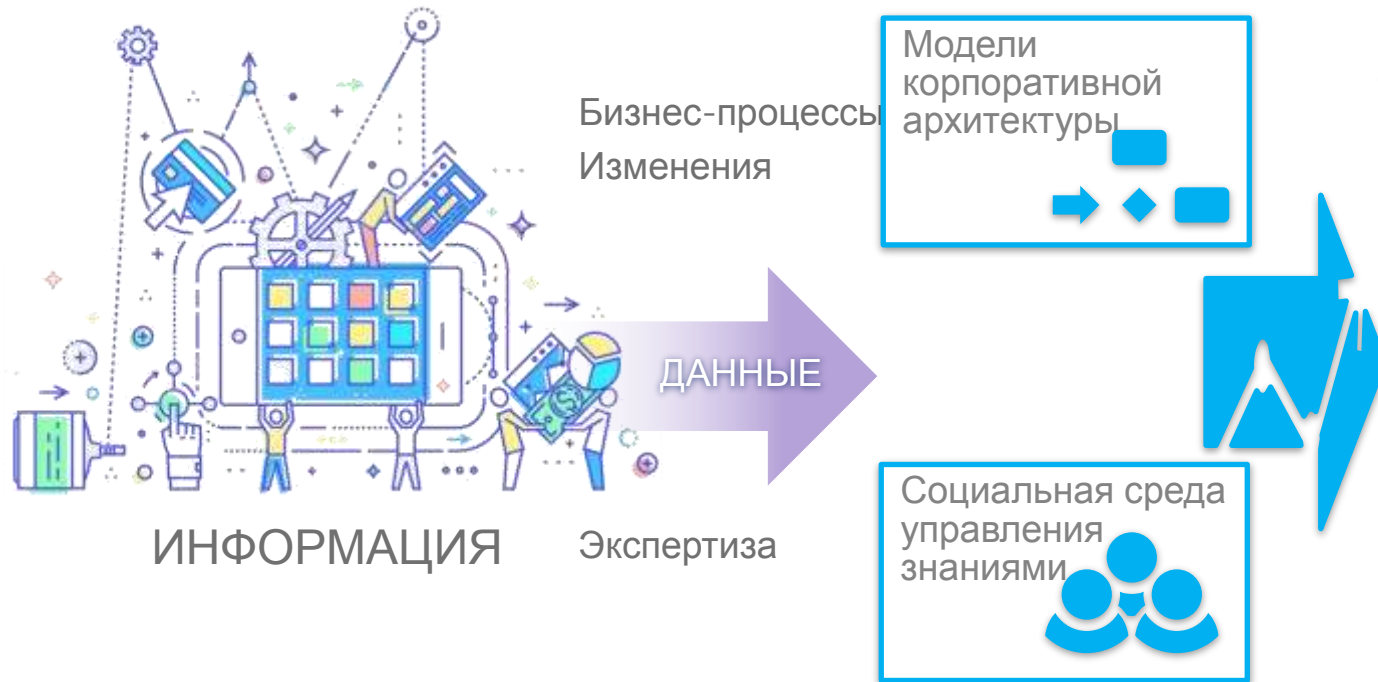 Бизнес-процессы
Изменения
Модели
корпоративной
архитектуры
ДАННЫЕ
ИНФОРМАЦИЯ
Экспертиза
Социальная среда
управления
знаниями